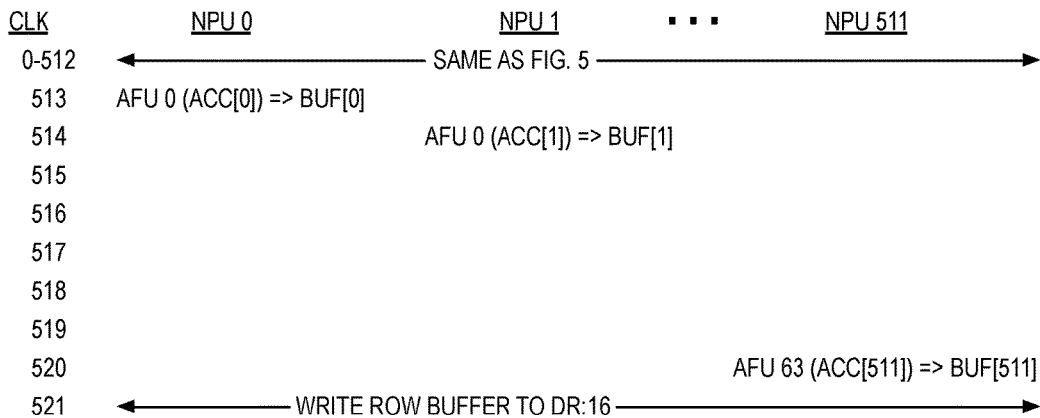 CLK NPU 0 NPU 1 ▪ ▪ ▪ NPU 511
0-512 SAME AS FIG. 5
513 AFU 0 (ACC[0]) => BUF[0]
514 AFU 0 (ACC[1]) => BUF[1]
515
516
517
518
519
520 AFU 63 (ACC[511]) => BUF[511]
521 WRITE ROW BUFFER TO DR:16